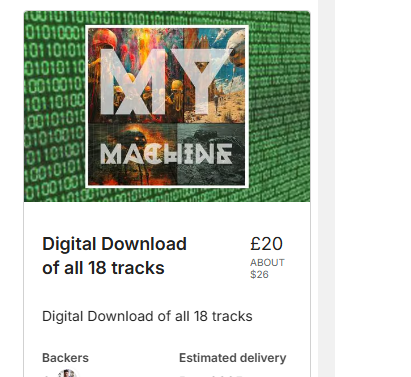 MY
MACHINE
Digital Download
of all 18 tracks
£20
ABOUT
$26
Digital Download of all 18 tracks
Backers
Estimated delivery